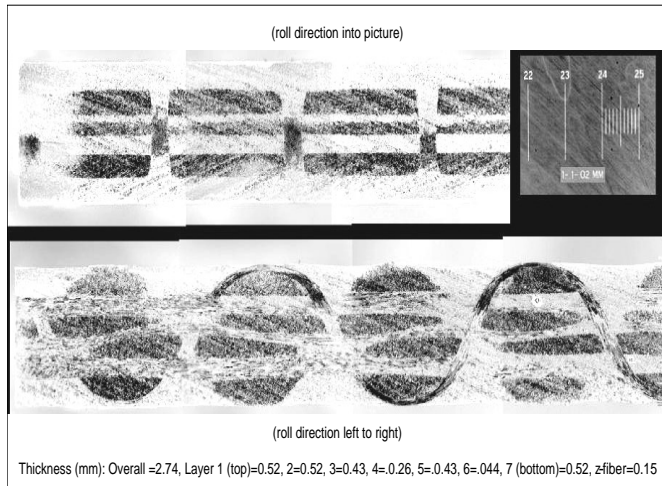 (roll direction into picture)
22 23 24 25
1- 1- 02 MM
(roll direction left to right)
Thickness (mm): Overall =2.74, Layer 1 (top)=0.52, 2=0.52, 3=0.43, 4=.0.26, 5=.0.43, 6=.044, 7 (bottom)=0.52, z-fiber=0.15